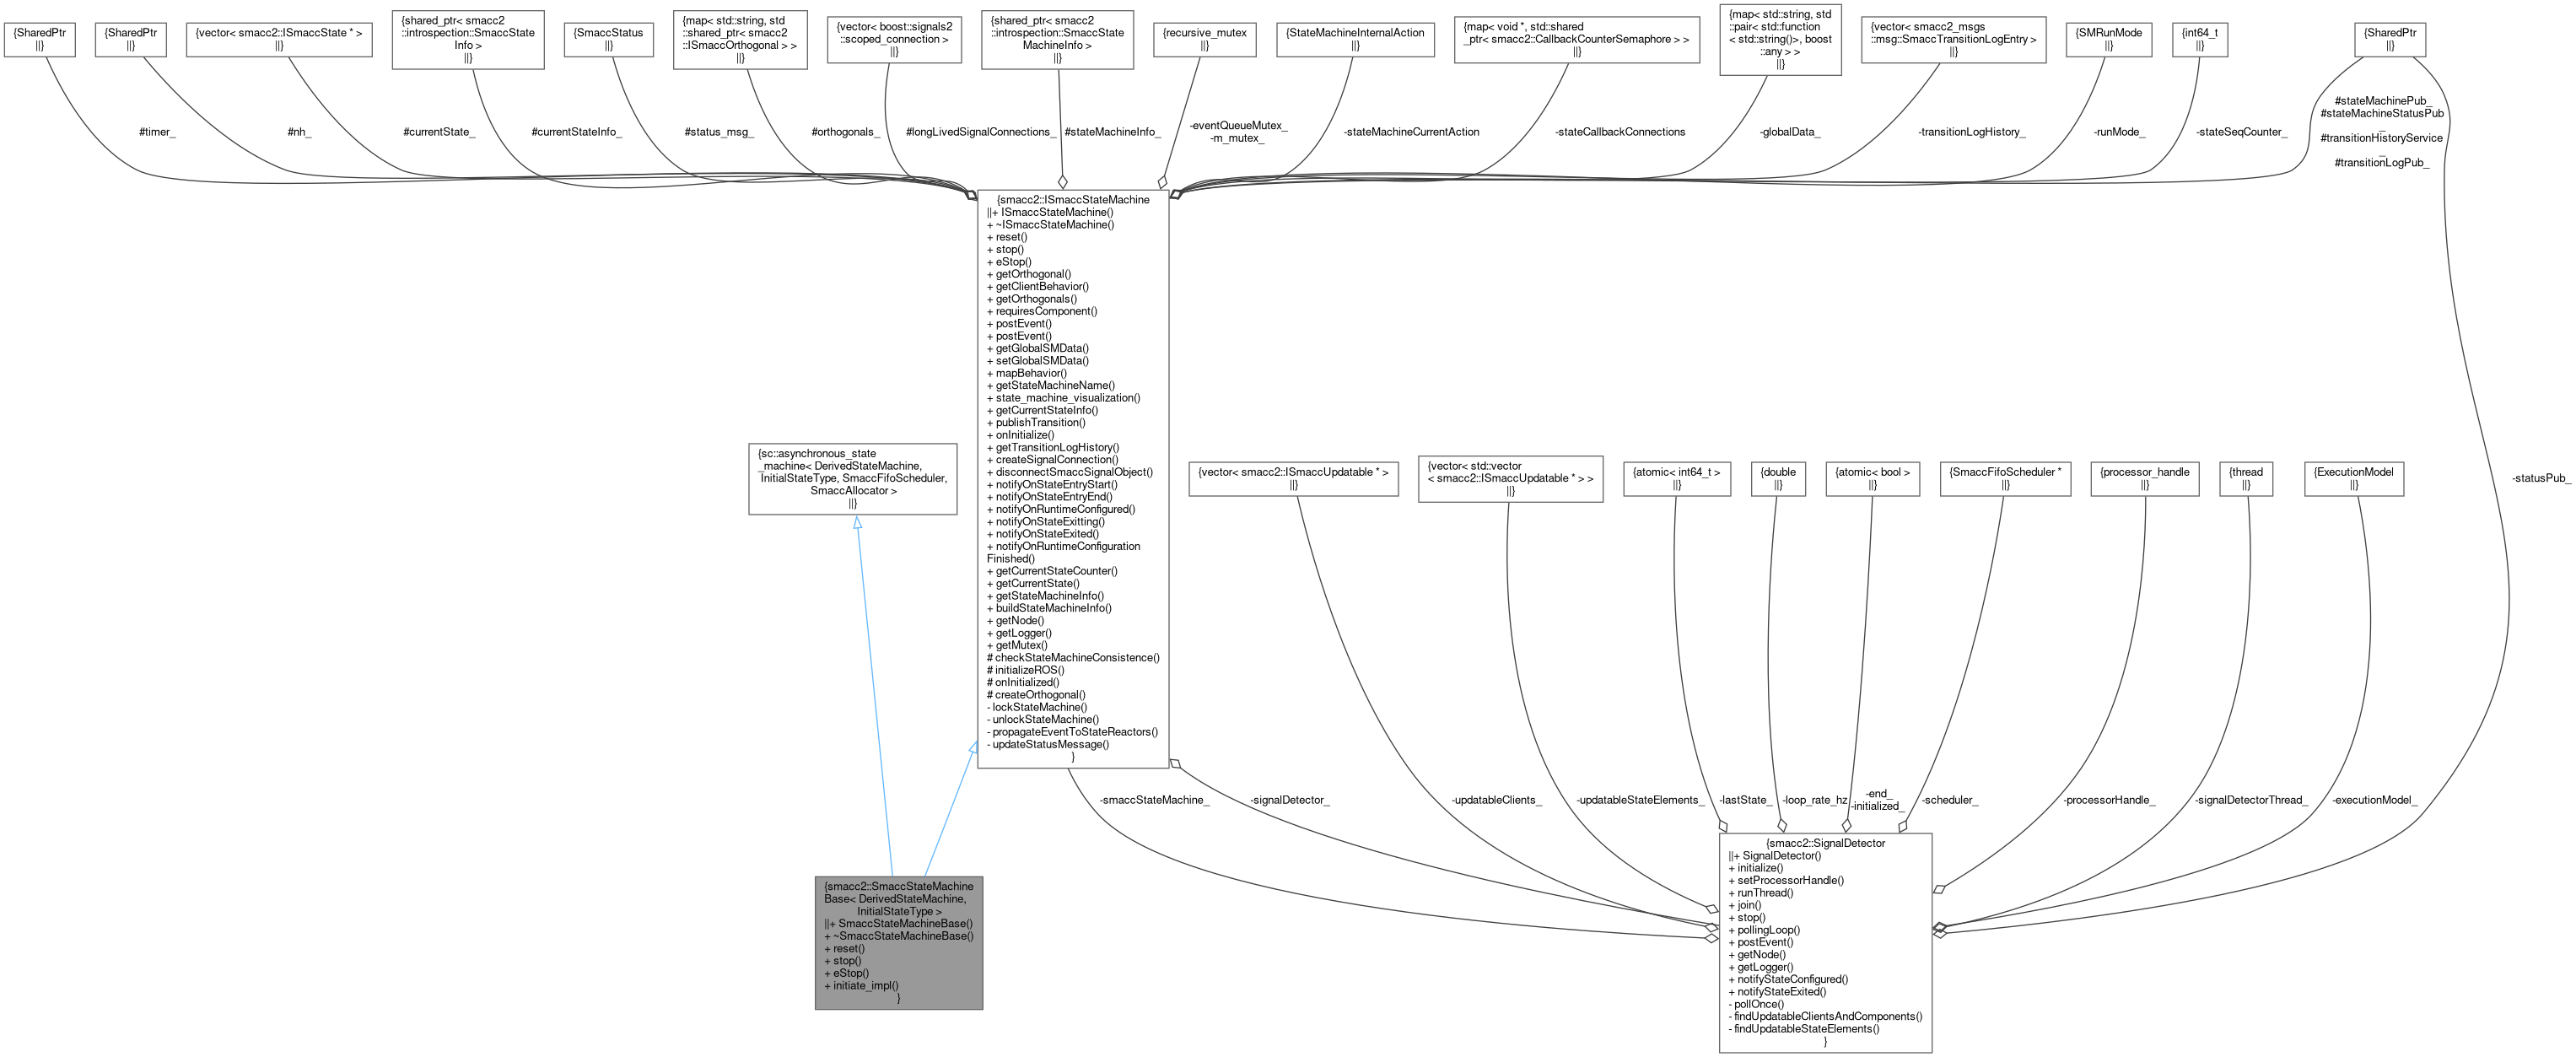 {SharedPtr
||}
{SharedPtr
||}
{vector< smacc2::ISmaccState * >
||}
{shared_ptr< smacc2
::introspection::SmaccState
Info >
||}
{SmaccStatus
||}
{map< std::string, std
::shared_ptr< smacc2
::ISmaccOrthogonal > >
||}
{vector< boost::signals2
::scoped_connection >
||}
{shared_ptr< smacc2
::introspection::SmaccState
MachineInfo >
||}
{recursive_mutex
||}
{StateMachineInternalAction
||}
{map< void *, std::shared
_ptr< smacc2::CallbackCounterSemaphore > >
||}
{map< std::string, std
::pair< std::function
< std::string()>, boost
::any > >
||}
{vector< smacc2_msgs
::msg::SmaccTransitionLogEntry >
||}
{SMRunMode
||}
{int64_t
||}
{SharedPtr
||}
#timer_
#nh_
#currentState_
#currentStateInfo_
#status_msg_
#orthogonals_
#longLivedSignalConnections_
#stateMachineInfo_
-eventQueueMutex_
-m_mutex_
-stateMachineCurrentAction
-stateCallbackConnections
-globalData_
-transitionLogHistory_
-runMode_
-stateSeqCounter_
#stateMachinePub_
#stateMachineStatusPub
_
#transitionHistoryService
_
#transitionLogPub_
{smacc2::ISmaccStateMachine
||+ ISmaccStateMachine()
+ ~ISmaccStateMachine()
+ reset()
+ stop()
+ eStop()
+ getOrthogonal()
+ getClientBehavior()
+ getOrthogonals()
+ requiresComponent()
+ postEvent()
+ postEvent()
+ getGlobalSMData()
+ setGlobalSMData()
+ mapBehavior()
+ getStateMachineName()
+ state_machine_visualization()
+ getCurrentStateInfo()
+ publishTransition()
+ onInitialize()
+ getTransitionLogHistory()
+ createSignalConnection()
+ disconnectSmaccSignalObject()
+ notifyOnStateEntryStart()
+ notifyOnStateEntryEnd()
+ notifyOnRuntimeConfigured()
+ notifyOnStateExitting()
+ notifyOnStateExited()
+ notifyOnRuntimeConfiguration
Finished()
+ getCurrentStateCounter()
+ getCurrentState()
+ getStateMachineInfo()
+ buildStateMachineInfo()
+ getNode()
+ getLogger()
+ getMutex()
# checkStateMachineConsistence()
# initializeROS()
# onInitialized()
# createOrthogonal()
- lockStateMachine()
- unlockStateMachine()
- propagateEventToStateReactors()
- updateStatusMessage()
}
{sc::asynchronous_state
_machine< DerivedStateMachine,
InitialStateType, SmaccFifoScheduler,
SmaccAllocator >
||}
{vector< smacc2::ISmaccUpdatable * >
||}
{vector< std::vector
< smacc2::ISmaccUpdatable * > >
||}
{atomic< int64_t >
||}
{double
||}
{atomic< bool >
||}
{SmaccFifoScheduler *
||}
{processor_handle
||}
{thread
||}
{ExecutionModel
||}
-statusPub_
-smaccStateMachine_
-signalDetector_
-updatableClients_
-updatableStateElements_
-lastState_
-loop_rate_hz
-end_
-initialized_
-scheduler_
-processorHandle_
-signalDetectorThread_
-executionModel_
{smacc2::SmaccStateMachine
Base< DerivedStateMachine,
InitialStateType >
||+ SmaccStateMachineBase()
+ ~SmaccStateMachineBase()
+ reset()
+ stop()
+ eStop()
+ initiate_impl()
}
{smacc2::SignalDetector
||+ SignalDetector()
+ initialize()
+ setProcessorHandle()
+ runThread()
+ join()
+ stop()
+ pollingLoop()
+ postEvent()
+ getNode()
+ getLogger()
+ notifyStateConfigured()
+ notifyStateExited()
- pollOnce()
- findUpdatableClientsAndComponents()
- findUpdatableStateElements()
}